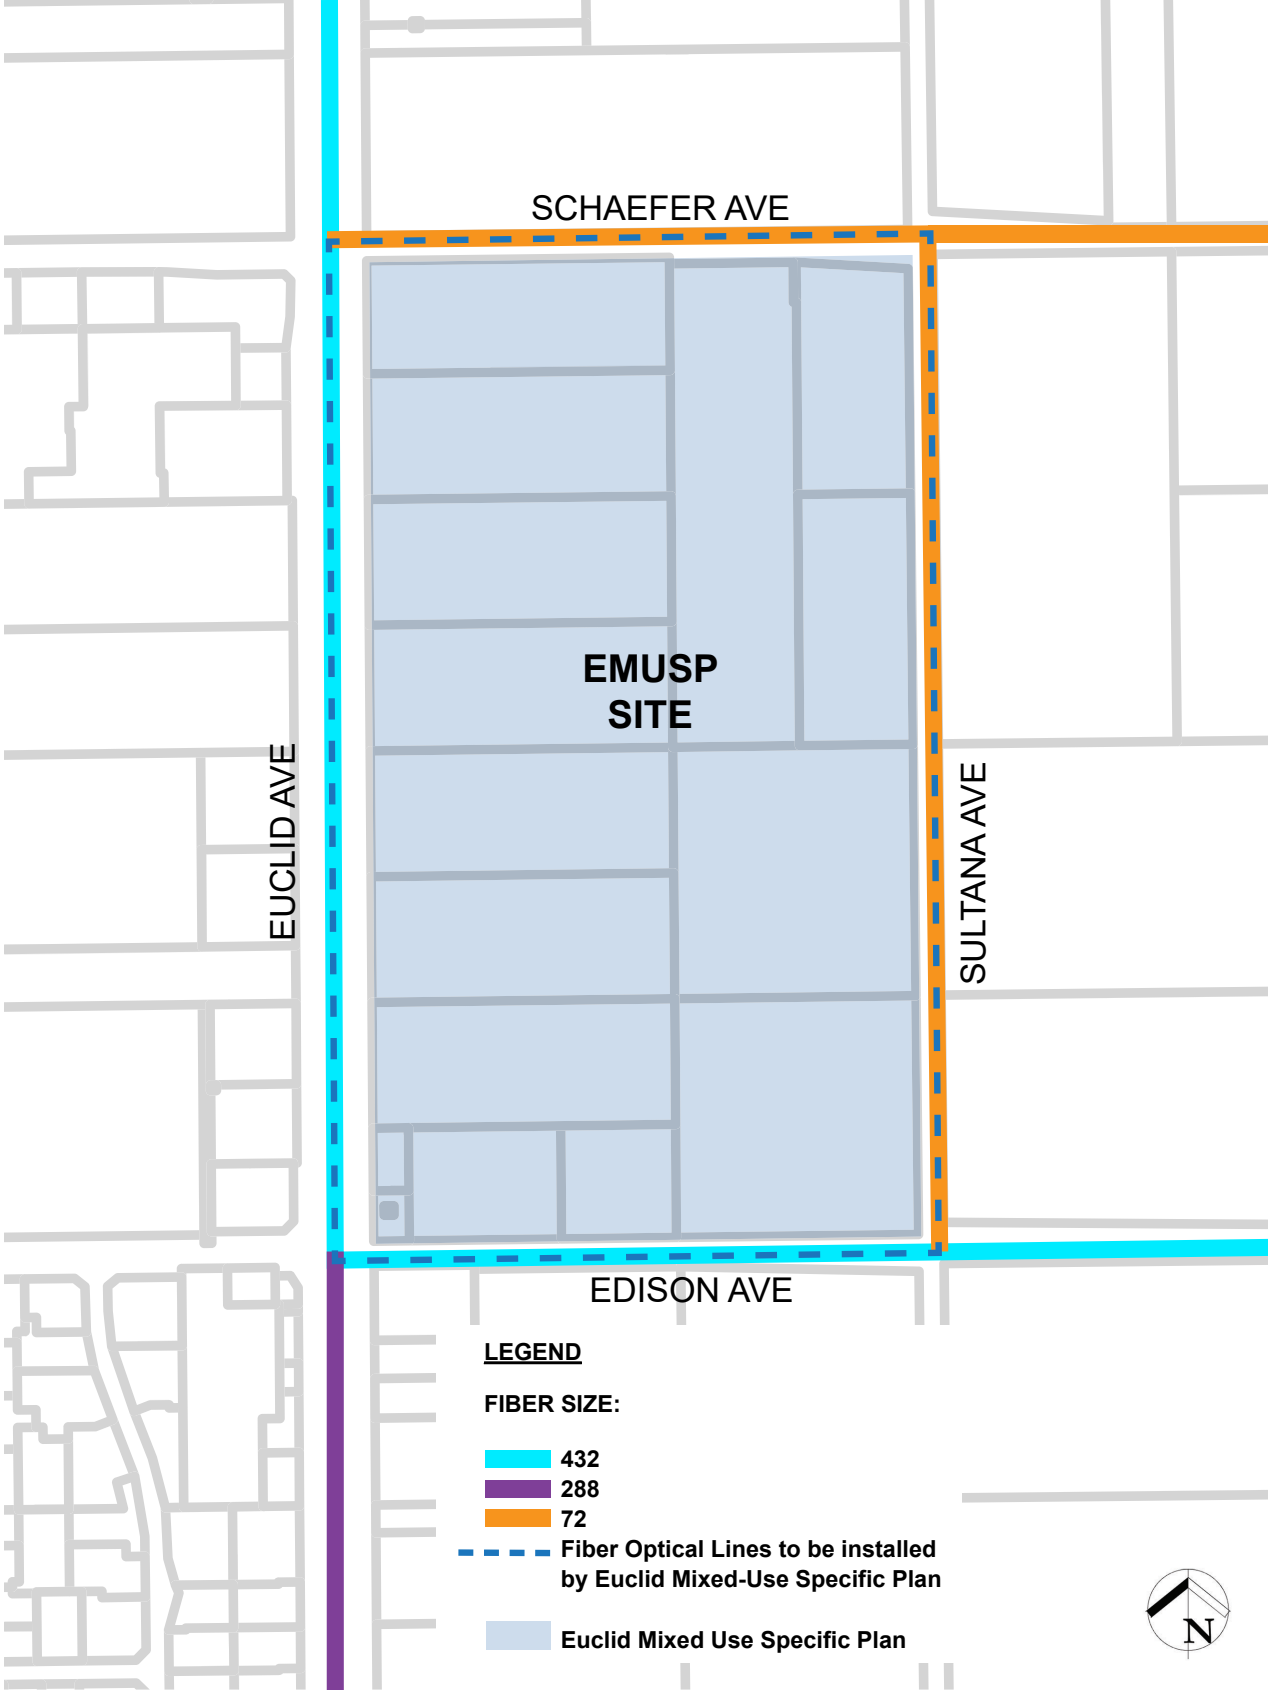 SCHAEFER AVE
EMUSP
SITE
EUCLID AVE
SULTANA AVE
EDISON AVE
LEGEND
FIBER SIZE:
432
288
72
Fiber Optical Lines to be installed
by Euclid Mixed-Use Specific Plan
Euclid Mixed Use Specific Plan
N